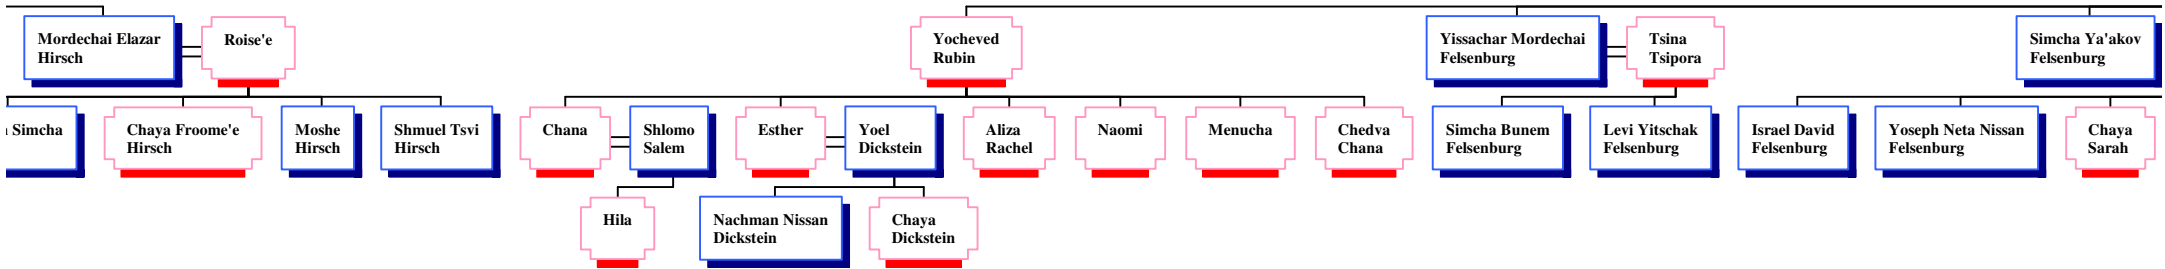 Mordechai Elazar
Hirsch
Roise'e
Yocheved
Rubin
Yissachar Mordechai
Felsenburg
Tsina
Tsipora
Simcha Ya'akov
Felsenburg
Simcha
Chaya Froome'e
Hirsch
Moshe
Hirsch
Shmuel Tsvi
Hirsch
Chana
Shlomo
Salem
Esther
Yoel
Dickstein
Aliza
Rachel
Naomi
Menucha
Chedva
Chana
Simcha Bunem
Felsenburg
Levi Yitschak
Felsenburg
Israel David
Felsenburg
Yoseph Neta Nissan
Felsenburg
Chaya
Sarah
Hila
Nachman Nissan
Dickstein
Chaya
Dickstein